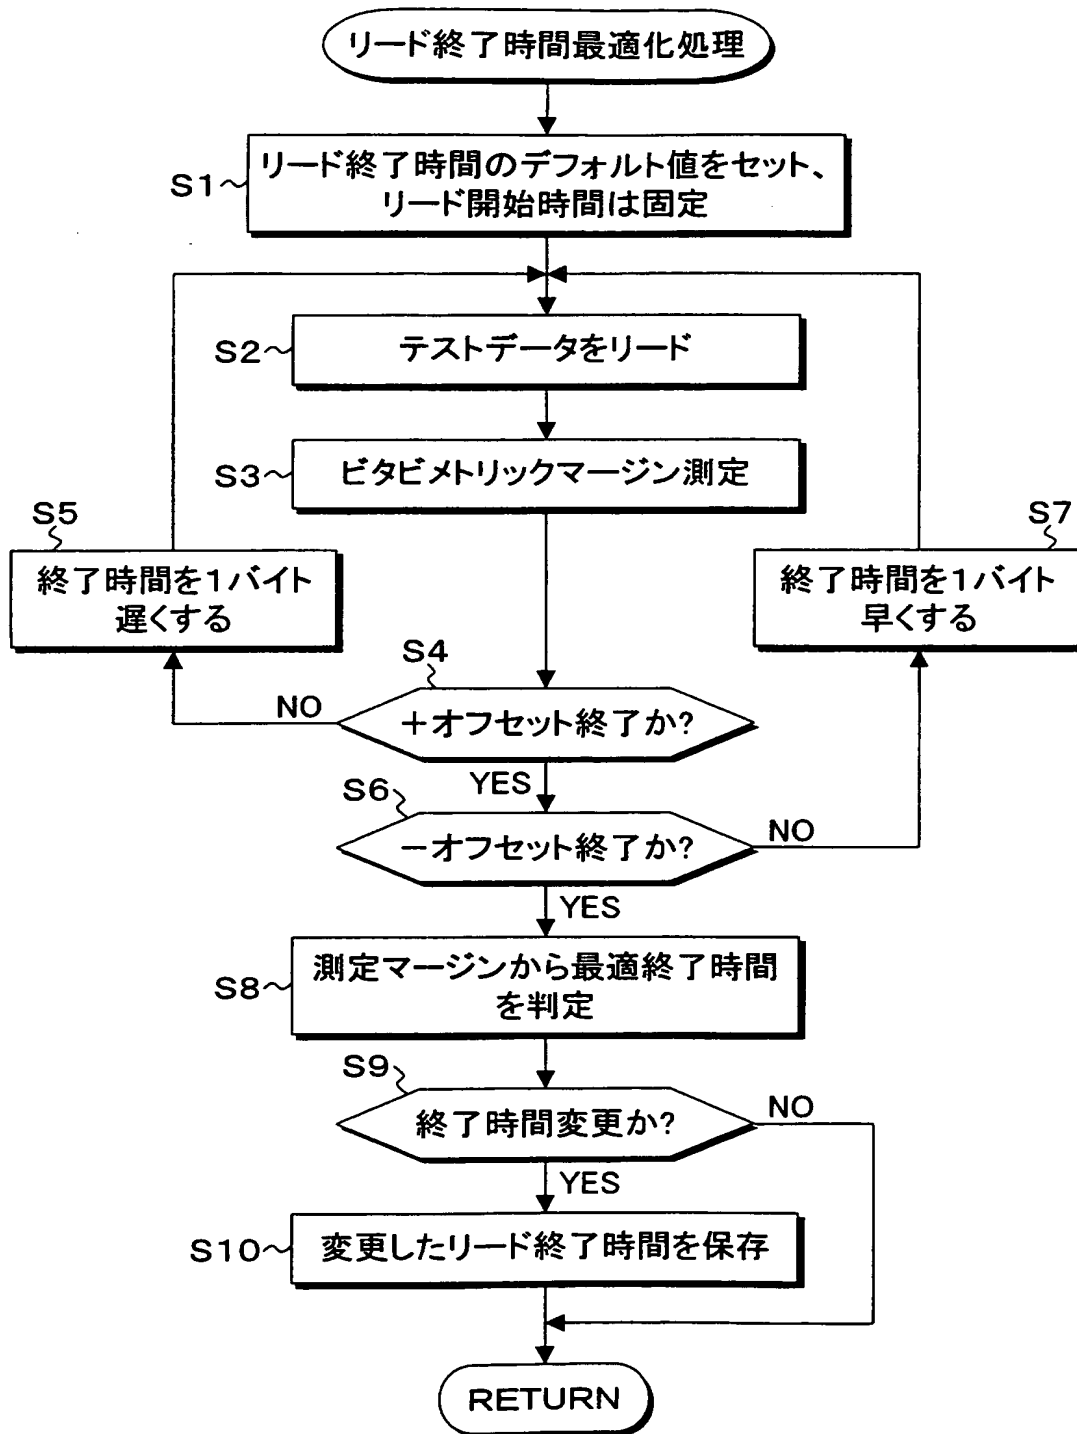 リード終了時間最適化処理
S1
リード終了時間のデフォルト値をセット、
リード開始時間は固定
S2
テストデータをリード
S3
ビタビメトリックマージン測定
S5
終了時間を1バイト
遅くする
S7
終了時間を1バイト
早くする
S4
NO
+オフセット終了か?
YES
S6
-オフセット終了か?
NO
YES
S8
測定マージンから最適終了時間
を判定
S9
終了時間変更か?
NO
YES
S10
変更したリード終了時間を保存
RETURN